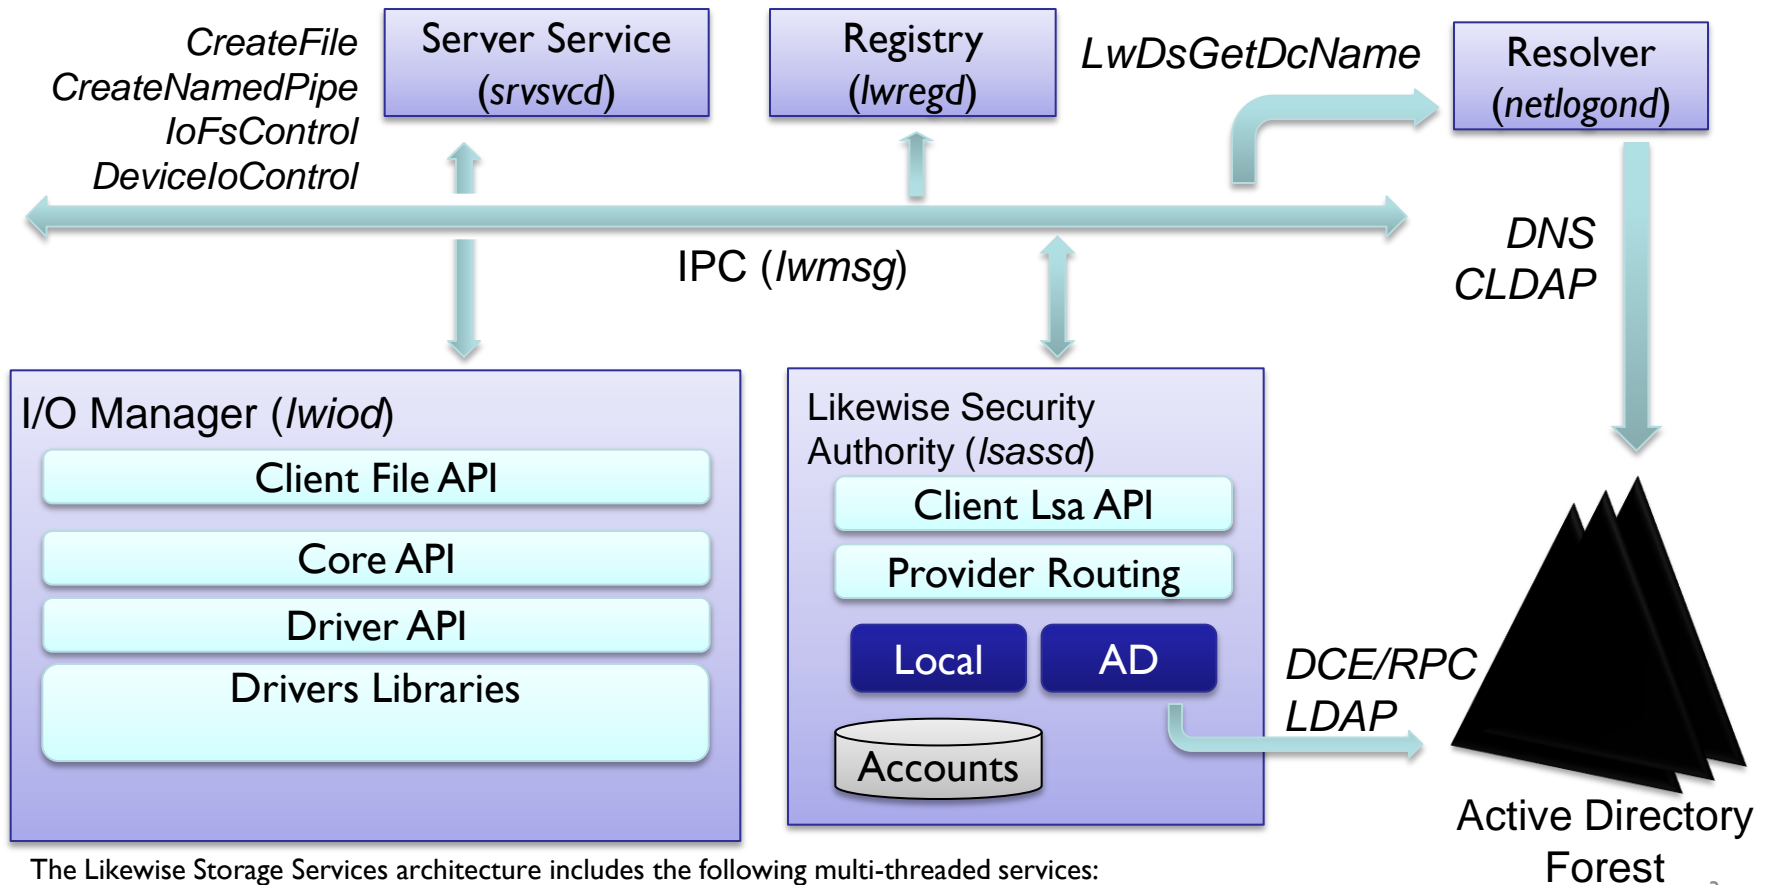 CreateFile
CreateNamedPipe
IoFsControl
DeviceIoControl
Server Service
(srvsvcd)
Registry
(lwregd)
LwDsGetDcName
Resolver
(netlogond)
IPC (lwmsg)
DNS
CLDAP
I/O Manager (lwiod)
Client File API
Core API
Driver API
Drivers Libraries
Likewise Security
Authority (lsassd)
Client Lsa API
Provider Routing
Local
AD
Accounts
DCE/RPC
LDAP
Active Directory
Forest
The Likewise Storage Services architecture includes the following multi-threaded services: